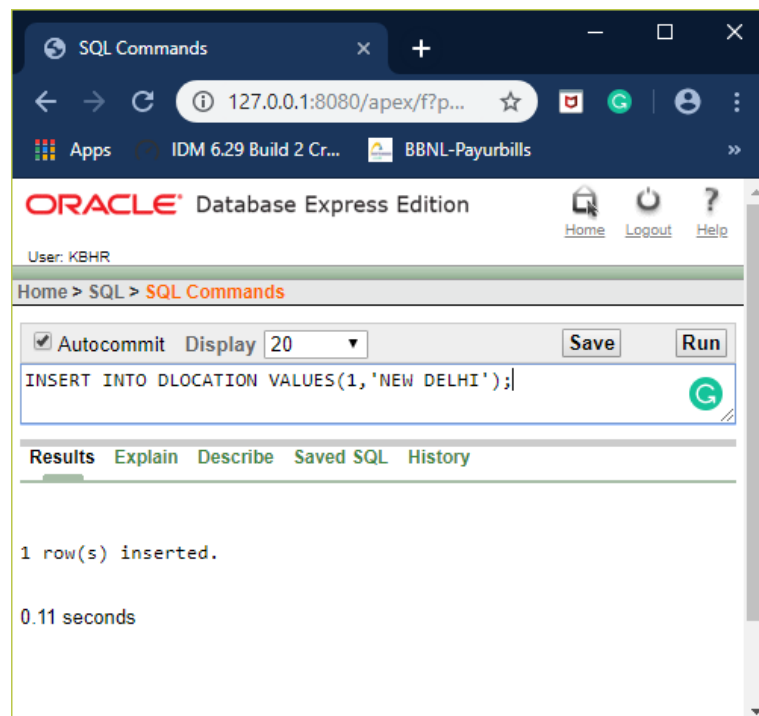 SQL Commands
127.0.0.1:8080/apex/f?p...
Apps IDM 6.29 Build 2 Cr... BBNL-Payurbills »
ORACLE Database Express Edition
Home Logout Help
User: KBHR
Home > SQL > SQL Commands
Autocommit Display 20 Save Run
INSERT INTO DLOCATION VALUES(1,'NEW DELHI');
Results Explain Describe Saved SQL History
1 row(s) inserted.
0.11 seconds